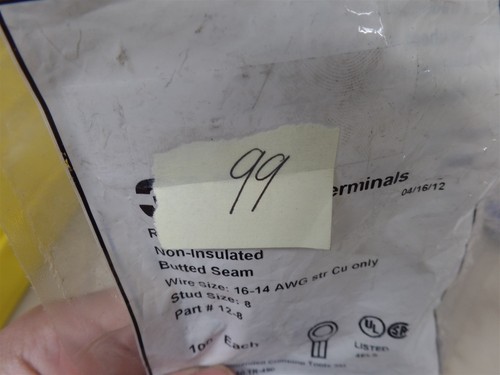 99
erminals
04/16/12
Non-Insulated
Butted Seam
Wire Size: 16-14 AWG str Cu only
Stud Size: 8
Part # 12-8
Each
UL
LISTED